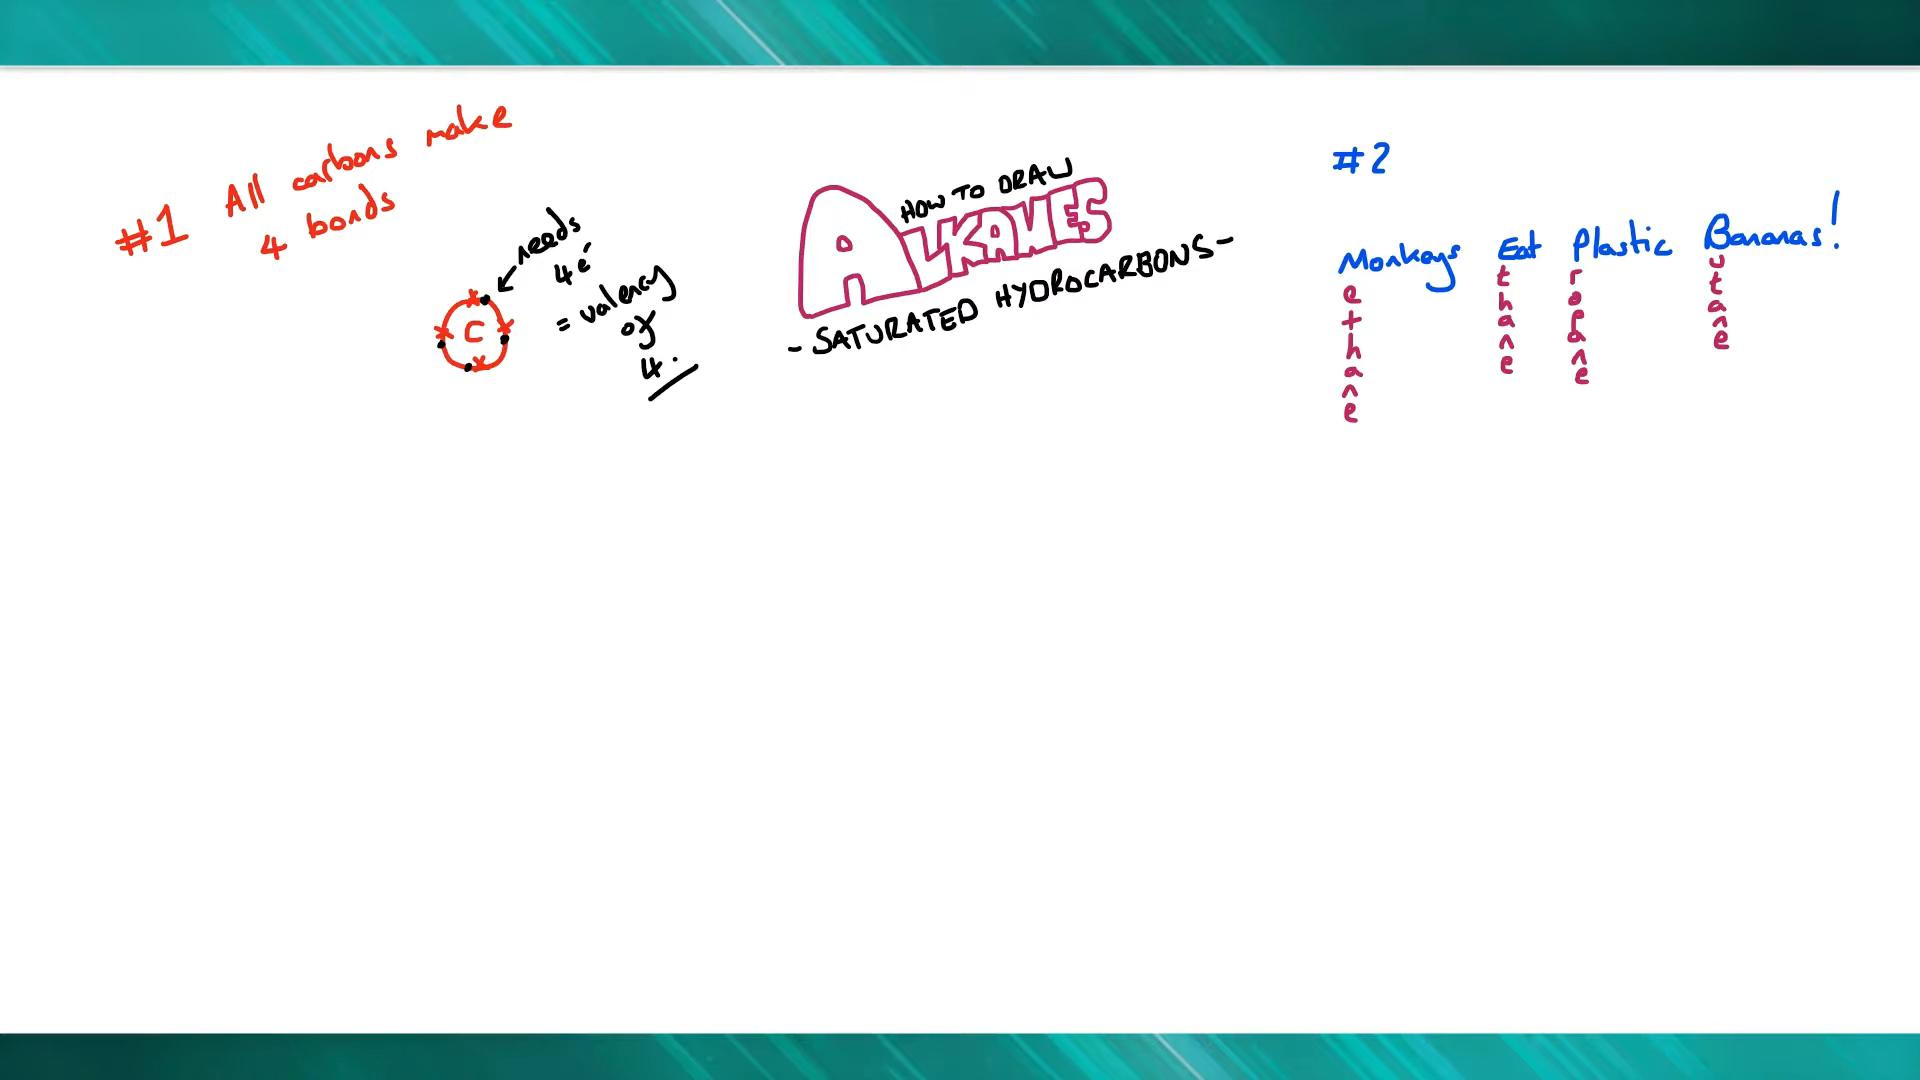 #1 All carbons make
4 bonds
C
needs
4e⁻
= valency
of
4.
HOW TO DRAW
ALKANES
- SATURATED HYDROCARBONS -
#2
Monkeys Eat Plastic Bananas!
ethane
thane
ropane
utane